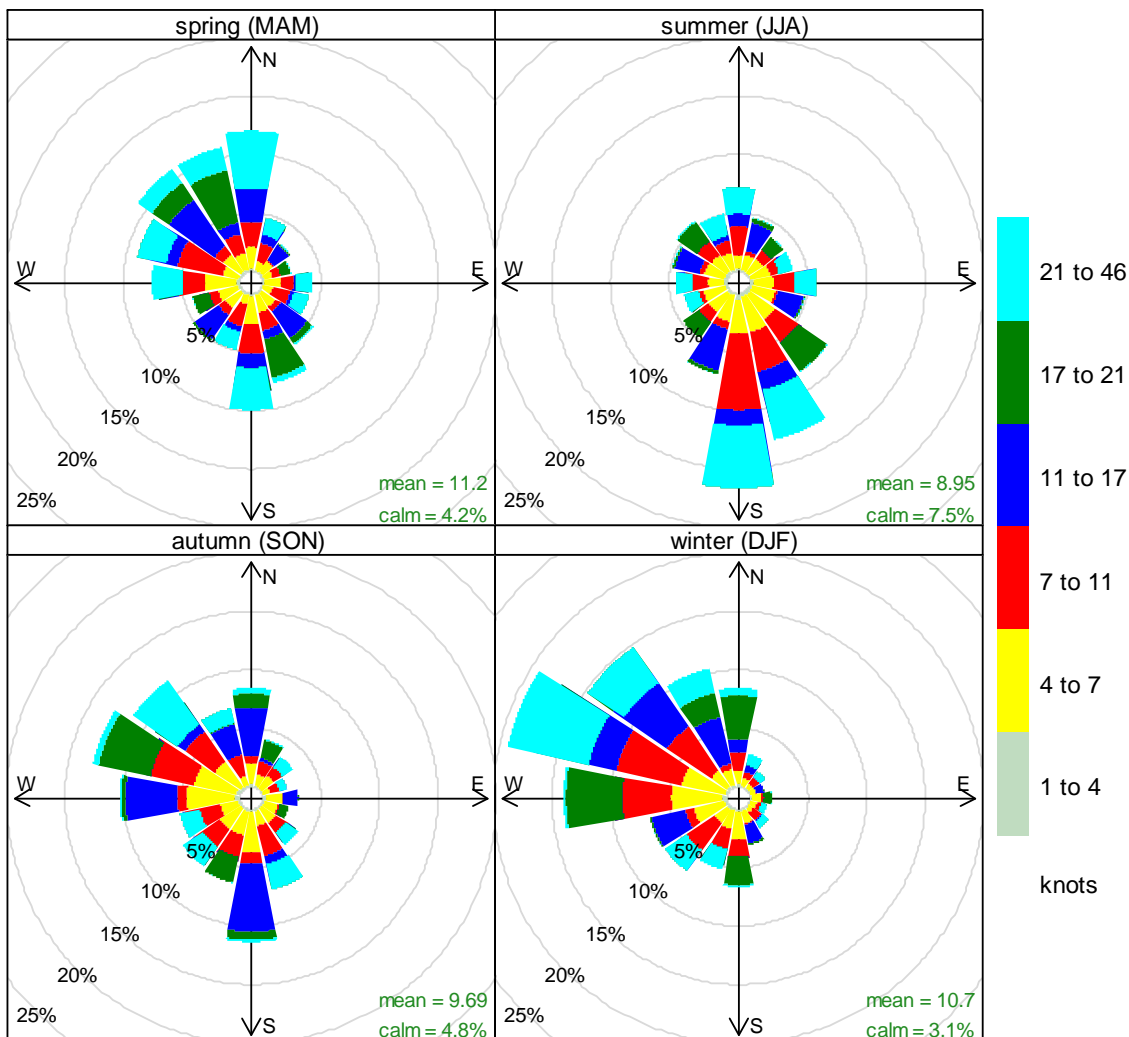 spring (MAM)
N
W
E
S
5%
10%
15%
20%
25%
mean = 11.2
calm = 4.2%
summer (JJA)
N
W
E
S
5%
10%
15%
20%
25%
mean = 8.95
calm = 7.5%
autumn (SON)
N
W
E
S
5%
10%
15%
20%
25%
mean = 9.69
calm = 4.8%
winter (DJF)
N
W
E
S
5%
10%
15%
20%
25%
mean = 10.7
calm = 3.1%
21 to 46
17 to 21
11 to 17
7 to 11
4 to 7
1 to 4
knots